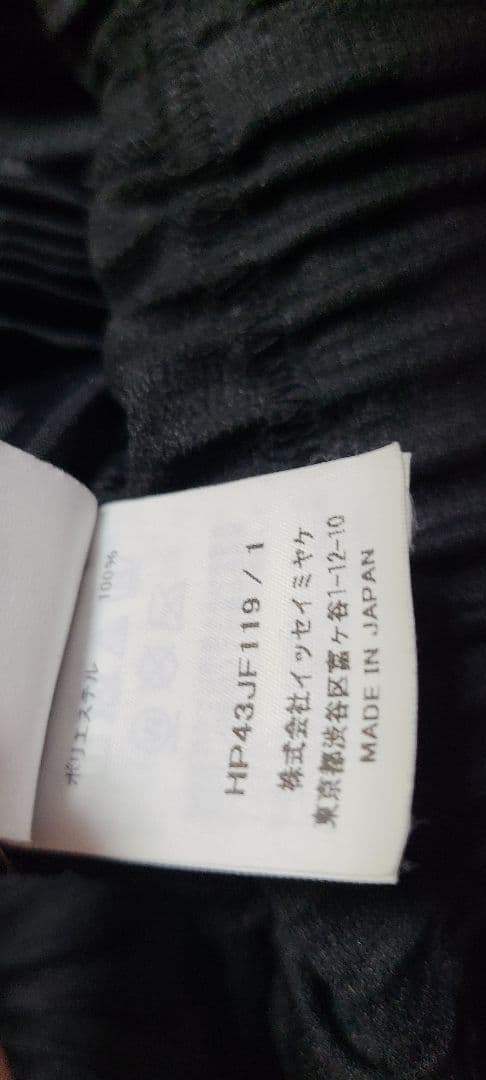 ポリエステル 100%
HP43JF119 / 1
株式会社イッセイミヤケ
東京都渋谷区富ヶ谷1-12-10
MADE IN JAPAN